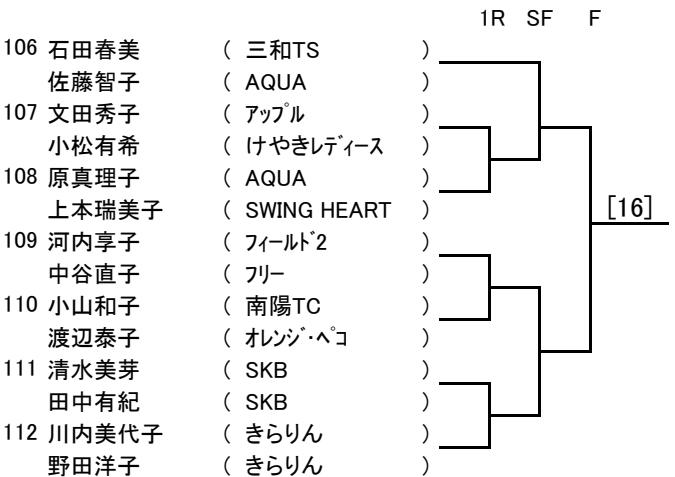 1R SF F
106 石田春美 ( 三和TS )
佐藤智子 ( AQUA )
107 文田秀子 ( アップル )
小松有希 ( けやきレディース )
108 原真理子 ( AQUA )
上本瑞美子 ( SWING HEART )
[16]
109 河内享子 ( フィールド2 )
中谷直子 ( フリー )
110 小山和子 ( 南陽TC )
渡辺泰子 ( オレンジ・ペコ )
111 清水美芽 ( SKB )
田中有紀 ( SKB )
112 川内美代子 ( きらりん )
野田洋子 ( きらりん )